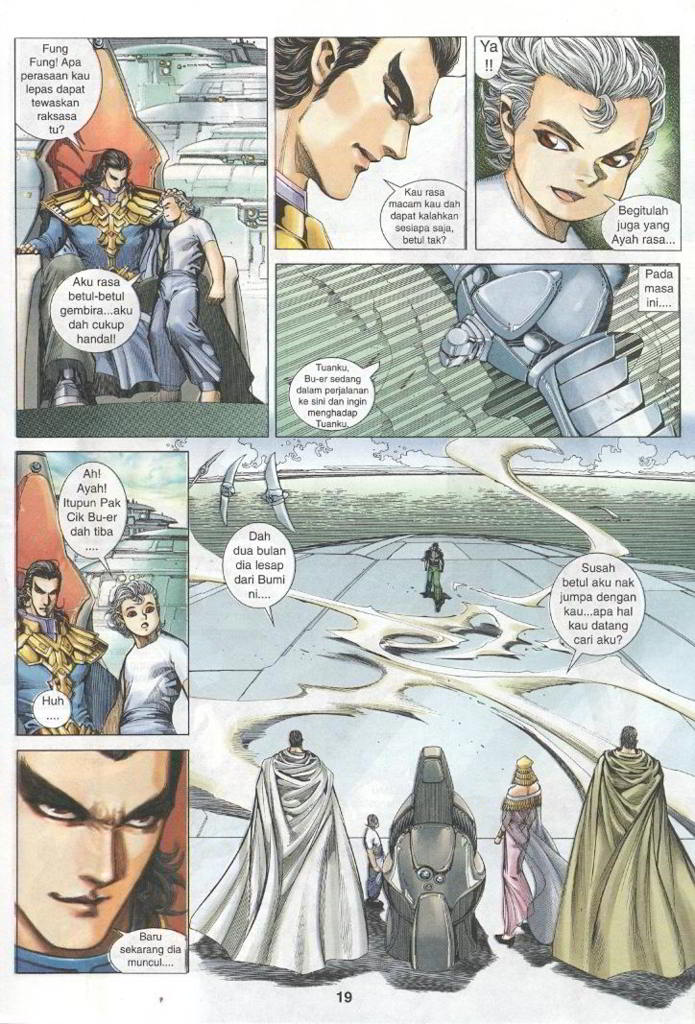 Fung
Fung! Apa
perasaan kau
lepas dapat
tewaskan
raksasa
tu?
Aku rasa
betul-betul
gembira...aku
dah cukup
handal!
Kau rasa
macam kau dah
dapat kalahkan
sesiapa saja,
betul tak?
Ya
!!
Begitulah
juga yang
Ayah rasa...
Pada
masa
ini....
Tuanku,
Bu-er sedang
dalam perjalanan
ke sini dan ingin
menghadap
Tuanku.
Ah!
Ayah!
Itupun Pak
Cik Bu-er
dah tiba
....
Huh
....
Dah
dua bulan
dia lesap
dari Bumi
ni....
Susah
betul aku nak
jumpa dengan
kau...apa hal
kau datang
cari aku?
Baru
sekarang dia
muncul....
19